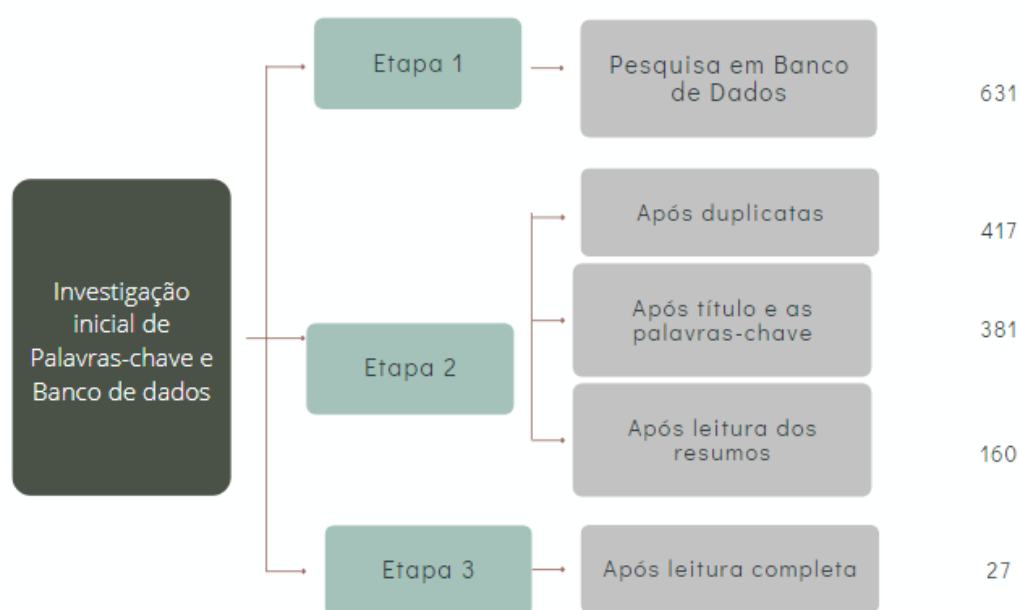 Etapa 1
Pesquisa em Banco
de Dados
631
Investigação
inicial de
Palavras-chave e
Banco de dados
Etapa 2
Após duplicatas
417
Após título e as
palavras-chave
381
Após leitura dos
resumos
160
Etapa 3
Após leitura completa
27